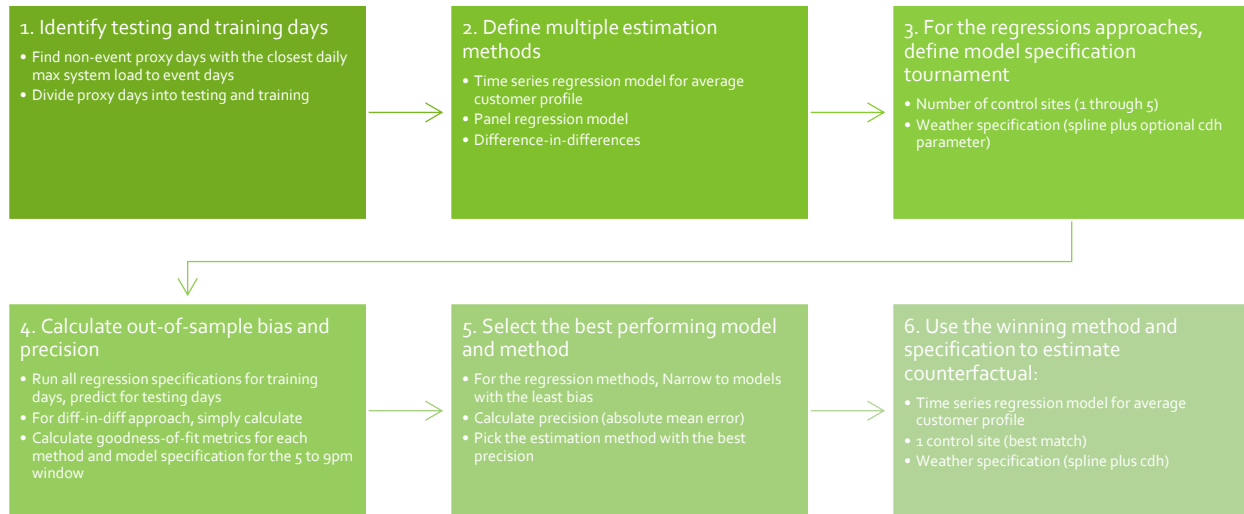 1. Identify testing and training days
• Find non-event proxy days with the closest daily
max system load to event days
• Divide proxy days into testing and training
2. Define multiple estimation
methods
• Time series regression model for average
customer profile
• Panel regression model
• Difference-in-differences
3. For the regressions approaches,
define model specification
tournament
• Number of control sites (1 through 5)
• Weather specification (spline plus optional cdh
parameter)
4. Calculate out-of-sample bias and
precision
• Run all regression specifications for training
days, predict for testing days
• For diff-in-diff approach, simply calculate
• Calculate goodness-of-fit metrics for each
method and model specification for the 5 to 9pm
window
5. Select the best performing model
and method
• For the regression methods, Narrow to models
with the least bias
• Calculate precision (absolute mean error)
• Pick the estimation method with the best
precision
6. Use the winning method and
specification to estimate
counterfactual:
• Time series regression model for average
customer profile
• 1 control site (best match)
• Weather specification (spline plus cdh)